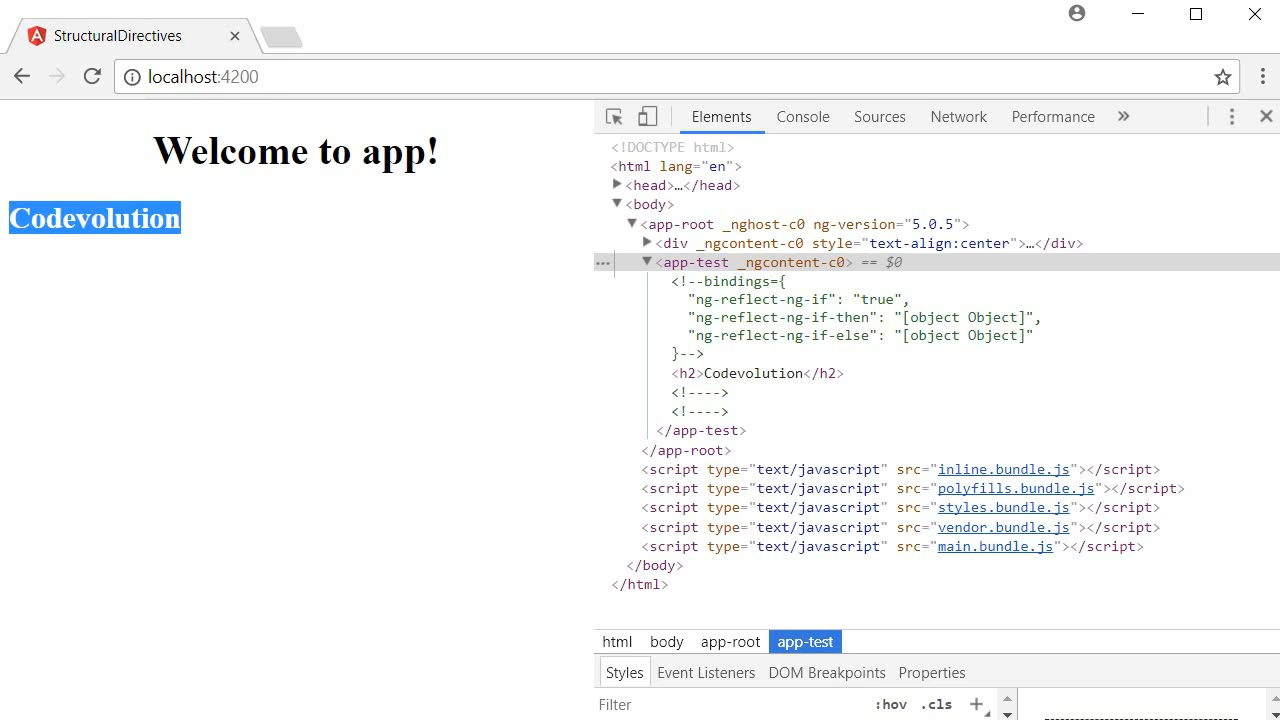 StructuralDirectives
localhost:4200
Welcome to app!
Codevolution
Elements Console Sources Network Performance »
<!DOCTYPE html>
<html lang="en">
<head>…</head>
<body>
<app-root _nghost-c0 ng-version="5.0.5">
<div _ngcontent-c0 style="text-align:center">…</div>
<app-test _ngcontent-c0> == $0
<!--bindings={
"ng-reflect-ng-if": "true",
"ng-reflect-ng-if-then": "[object Object]",
"ng-reflect-ng-if-else": "[object Object]"
}-->
<h2>Codevolution</h2>
<!---->
<!---->
</app-test>
</app-root>
<script type="text/javascript" src="inline.bundle.js"></script>
<script type="text/javascript" src="polyfills.bundle.js"></script>
<script type="text/javascript" src="styles.bundle.js"></script>
<script type="text/javascript" src="vendor.bundle.js"></script>
<script type="text/javascript" src="main.bundle.js"></script>
</body>
</html>
html body app-root app-test
Styles Event Listeners DOM Breakpoints Properties
Filter :hov .cls +